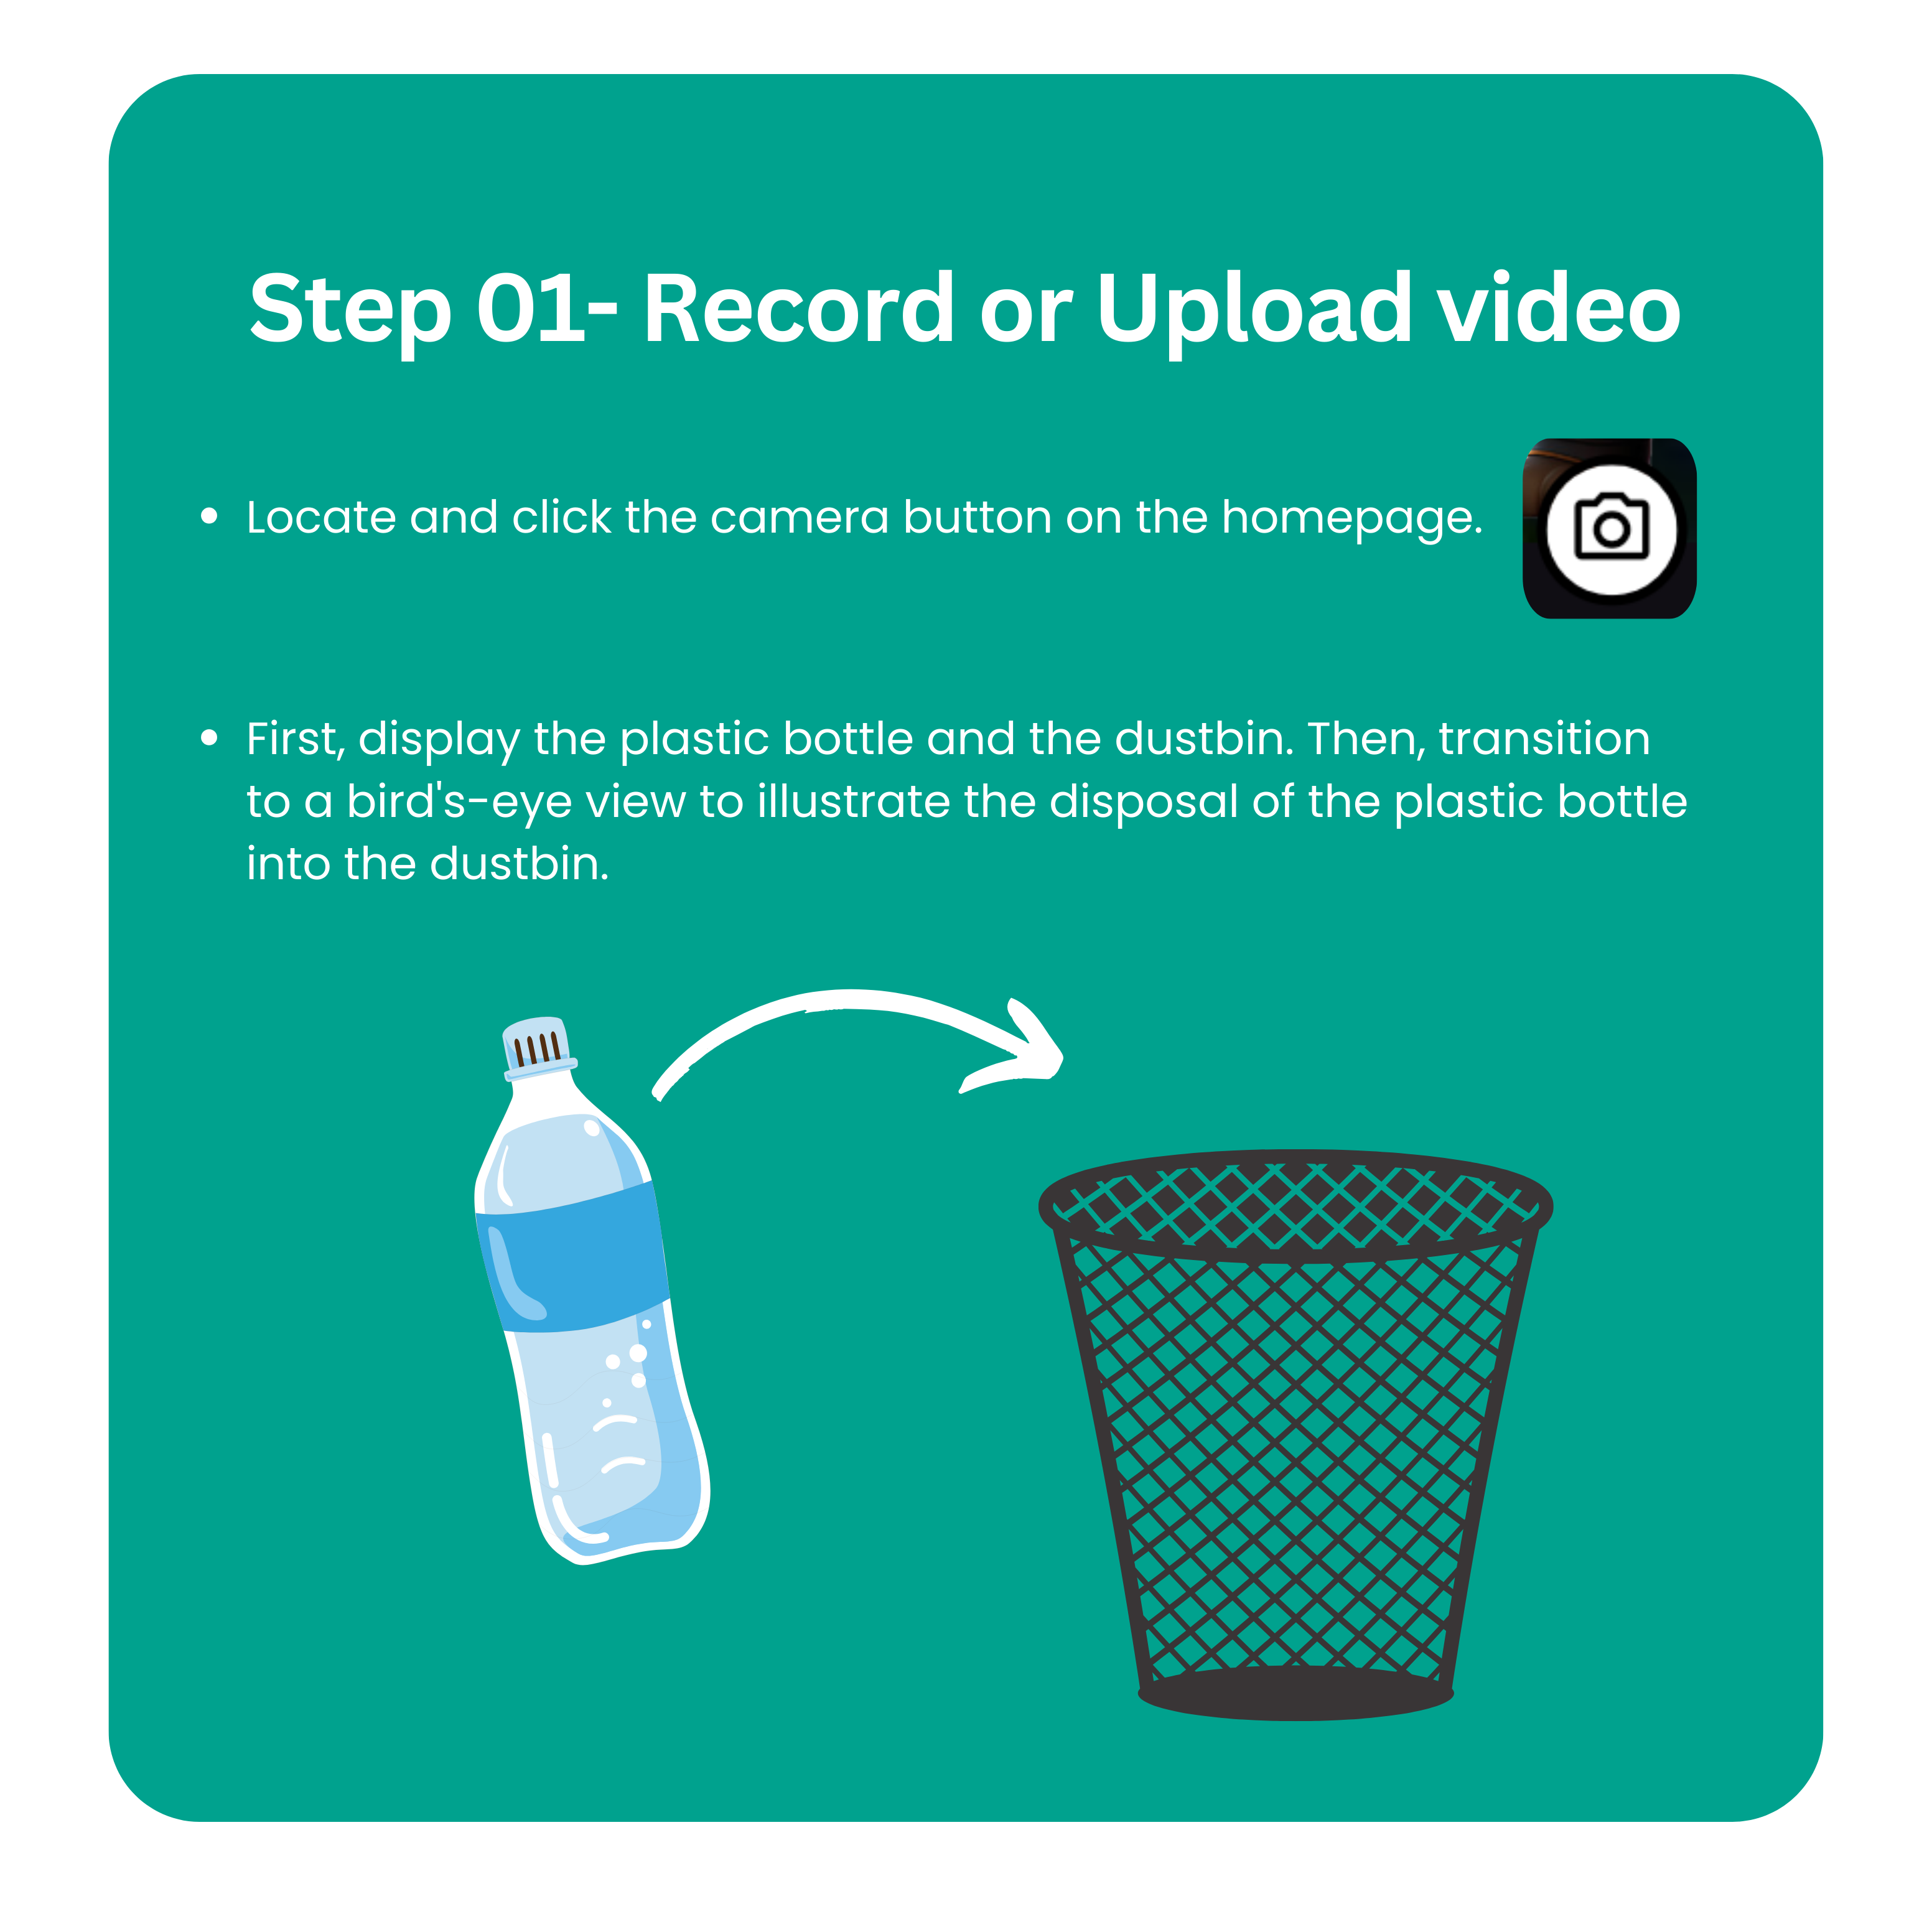 Step 01- Record or Upload video
• Locate and click the camera button on the homepage.
• First, display the plastic bottle and the dustbin. Then, transition
to a bird's-eye view to illustrate the disposal of the plastic bottle
into the dustbin.